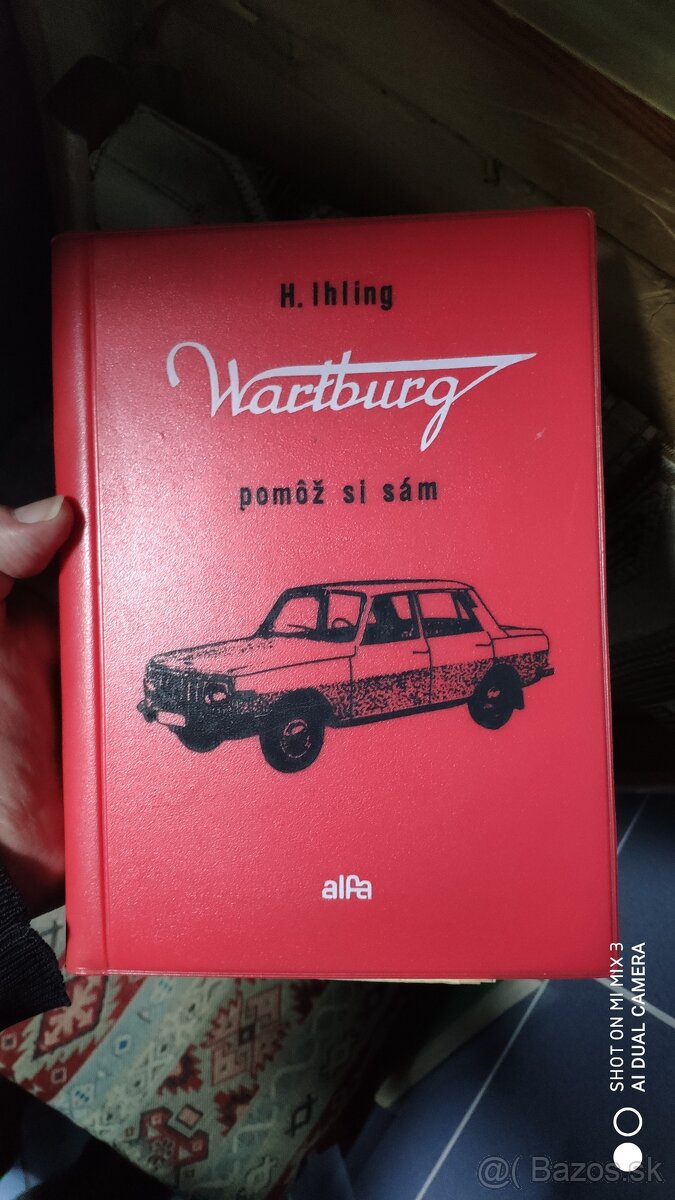 H. Ihling
Wartburg
pomôž si sám
alfa
SHOT ON MI MIX 3
AI DUAL CAMERA
@( Bazos.sk